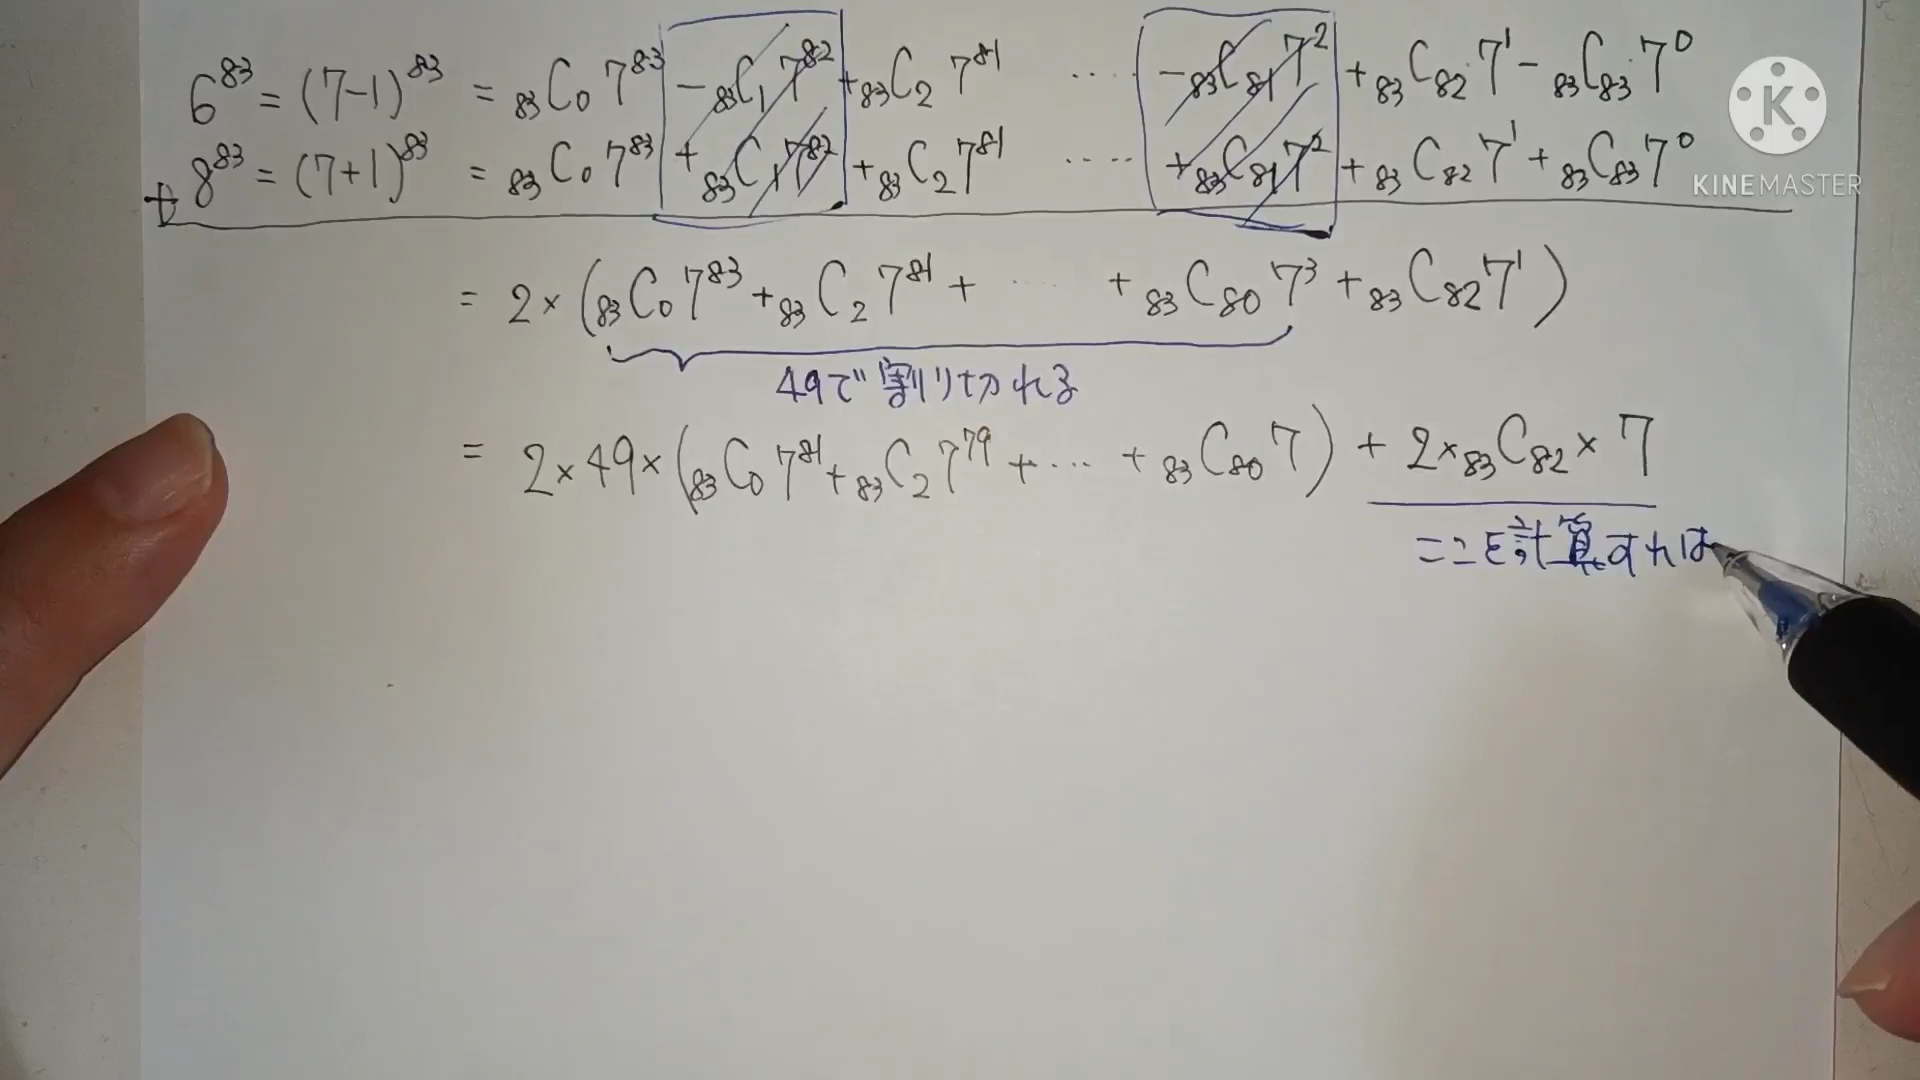 6^83 = (7-1)^83 = ₈₃C₀ 7^83 - ₈₃C₁ 7^82 + ₈₃C₂ 7^81 ····· - ₈₃C₈₁ 7^2 + ₈₃C₈₂ 7^1 - ₈₃C₈₃ 7^0
+ 8^83 = (7+1)^83 = ₈₃C₀ 7^83 + ₈₃C₁ 7^82 + ₈₃C₂ 7^81 ····· + ₈₃C₈₁ 7^2 + ₈₃C₈₂ 7^1 + ₈₃C₈₃ 7^0
= 2 × (₈₃C₀ 7^83 + ₈₃C₂ 7^81 + ····· + ₈₃C₈₀ 7^3 + ₈₃C₈₂ 7^1)
49で割り切れる
= 2 × 49 × (₈₃C₀ 7^81 + ₈₃C₂ 7^79 + ··· + ₈₃C₈₀ 7) + 2 × ₈₃C₈₂ × 7
ここを計算すれば
K
KINEMASTER